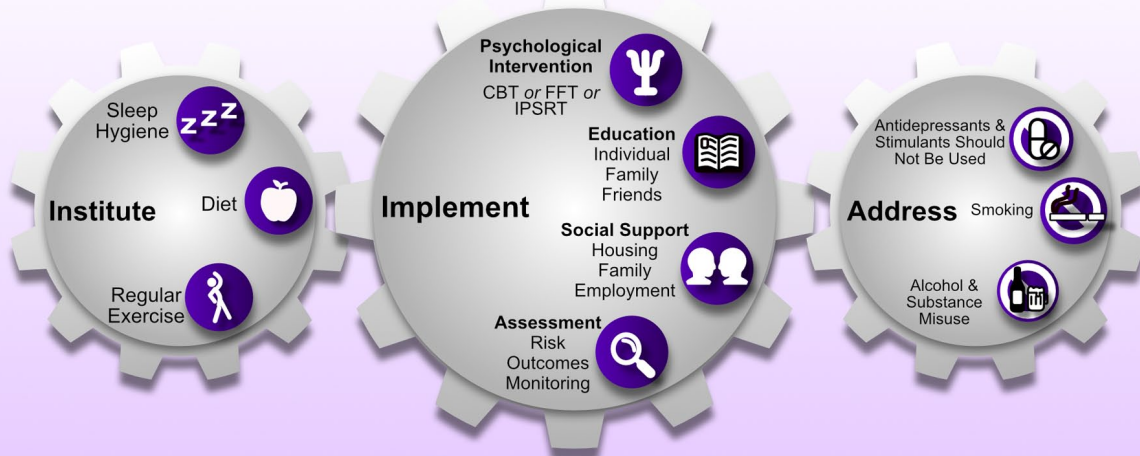 Institute
Sleep
Hygiene
zzz
Diet
Regular
Exercise
Implement
Psychological
Intervention
CBT or FFT or
IPSRT
Ψ
Education
Individual
Family
Friends
Social Support
Housing
Family
Employment
Assessment
Risk
Outcomes
Monitoring
Address
Antidepressants &
Stimulants Should
Not Be Used
Smoking
Alcohol &
Substance
Misuse